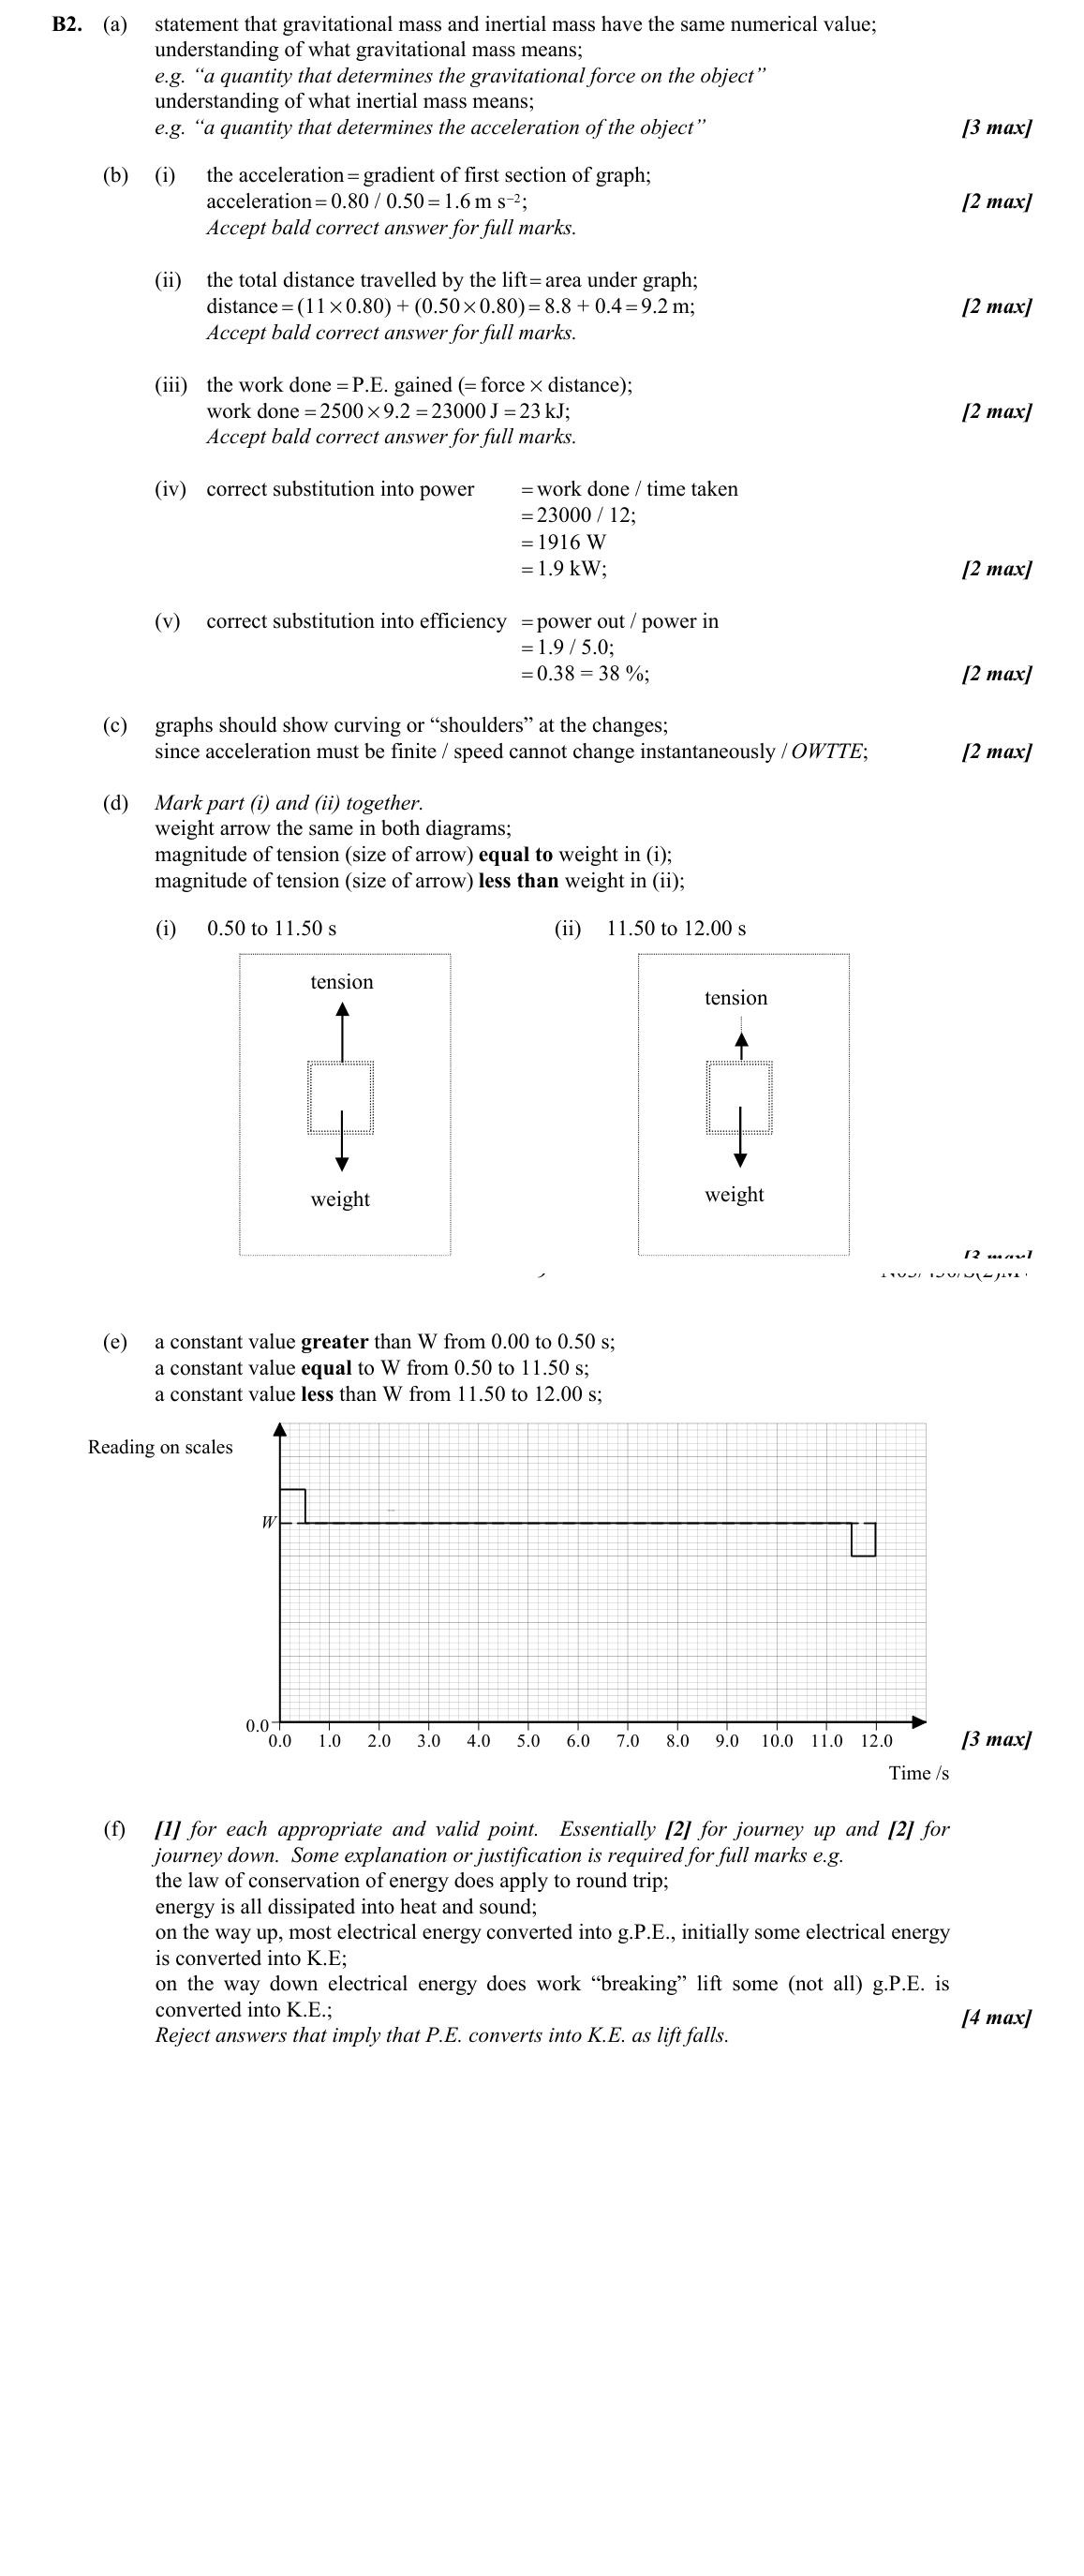 B2. (a) statement that gravitational mass and inertial mass have the same numerical value;
understanding of what gravitational mass means;
e.g. “a quantity that determines the gravitational force on the object”
understanding of what inertial mass means;
e.g. “a quantity that determines the acceleration of the object” [3 max]
(b) (i) the acceleration = gradient of first section of graph;
acceleration = 0.80 / 0.50 = 1.6 m s⁻²; [2 max]
Accept bald correct answer for full marks.
(ii) the total distance travelled by the lift = area under graph;
distance = (11 × 0.80) + (0.50 × 0.80) = 8.8 + 0.4 = 9.2 m; [2 max]
Accept bald correct answer for full marks.
(iii) the work done = P.E. gained (= force × distance);
work done = 2500 × 9.2 = 23000 J = 23 kJ; [2 max]
Accept bald correct answer for full marks.
(iv) correct substitution into power = work done / time taken
= 23000 / 12;
= 1916 W
= 1.9 kW; [2 max]
(v) correct substitution into efficiency = power out / power in
= 1.9 / 5.0;
= 0.38 = 38 %; [2 max]
(c) graphs should show curving or “shoulders” at the changes;
since acceleration must be finite / speed cannot change instantaneously / OWTTE; [2 max]
(d) Mark part (i) and (ii) together.
weight arrow the same in both diagrams;
magnitude of tension (size of arrow) equal to weight in (i);
magnitude of tension (size of arrow) less than weight in (ii);
(i) 0.50 to 11.50 s (ii) 11.50 to 12.00 s
tension tension
weight weight
[3 max]
(e) a constant value greater than W from 0.00 to 0.50 s;
a constant value equal to W from 0.50 to 11.50 s;
a constant value less than W from 11.50 to 12.00 s;
Reading on scales
W
0.0
0.0 1.0 2.0 3.0 4.0 5.0 6.0 7.0 8.0 9.0 10.0 11.0 12.0 [3 max]
Time /s
(f) [1] for each appropriate and valid point. Essentially [2] for journey up and [2] for
journey down. Some explanation or justification is required for full marks e.g.
the law of conservation of energy does apply to round trip;
energy is all dissipated into heat and sound;
on the way up, most electrical energy converted into g.P.E., initially some electrical energy
is converted into K.E;
on the way down electrical energy does work “breaking” lift some (not all) g.P.E. is
converted into K.E.; [4 max]
Reject answers that imply that P.E. converts into K.E. as lift falls.